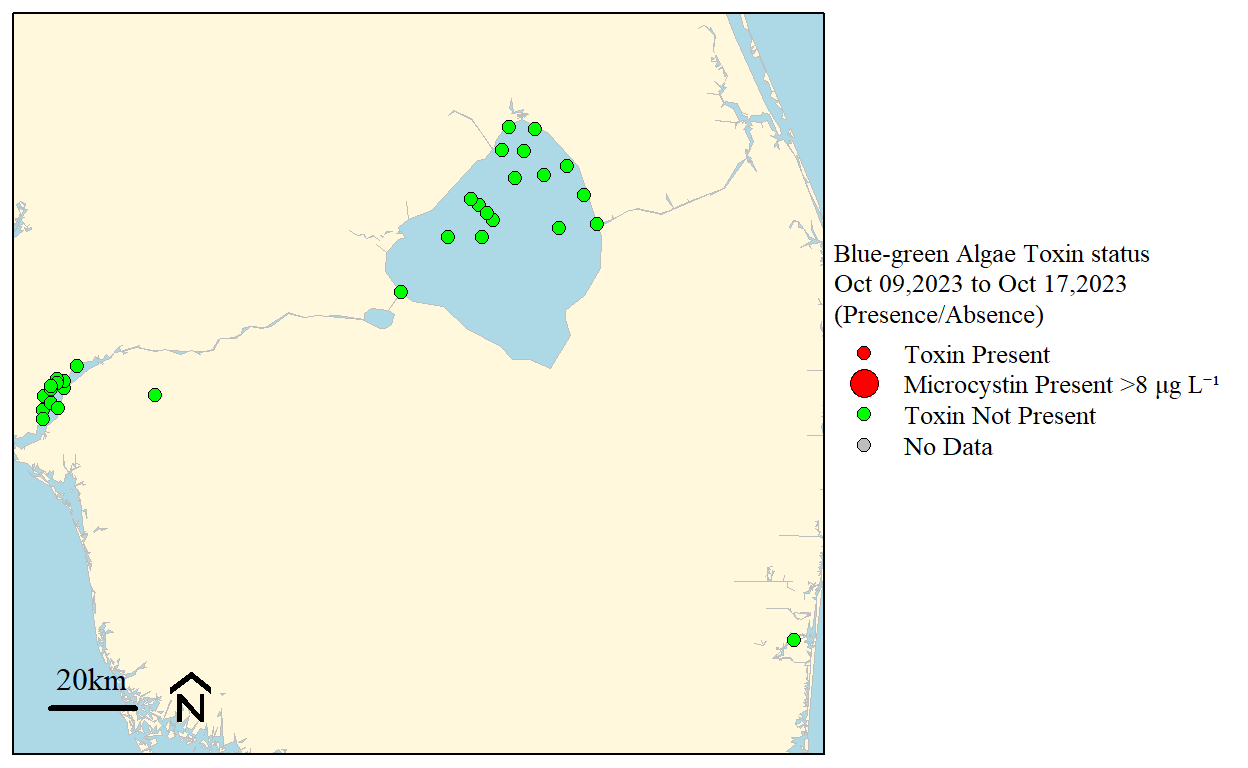 Blue-green Algae Toxin status
Oct 09,2023 to Oct 17,2023
(Presence/Absence)
Toxin Present
Microcystin Present >8 μg L⁻¹
Toxin Not Present
No Data
20km
N